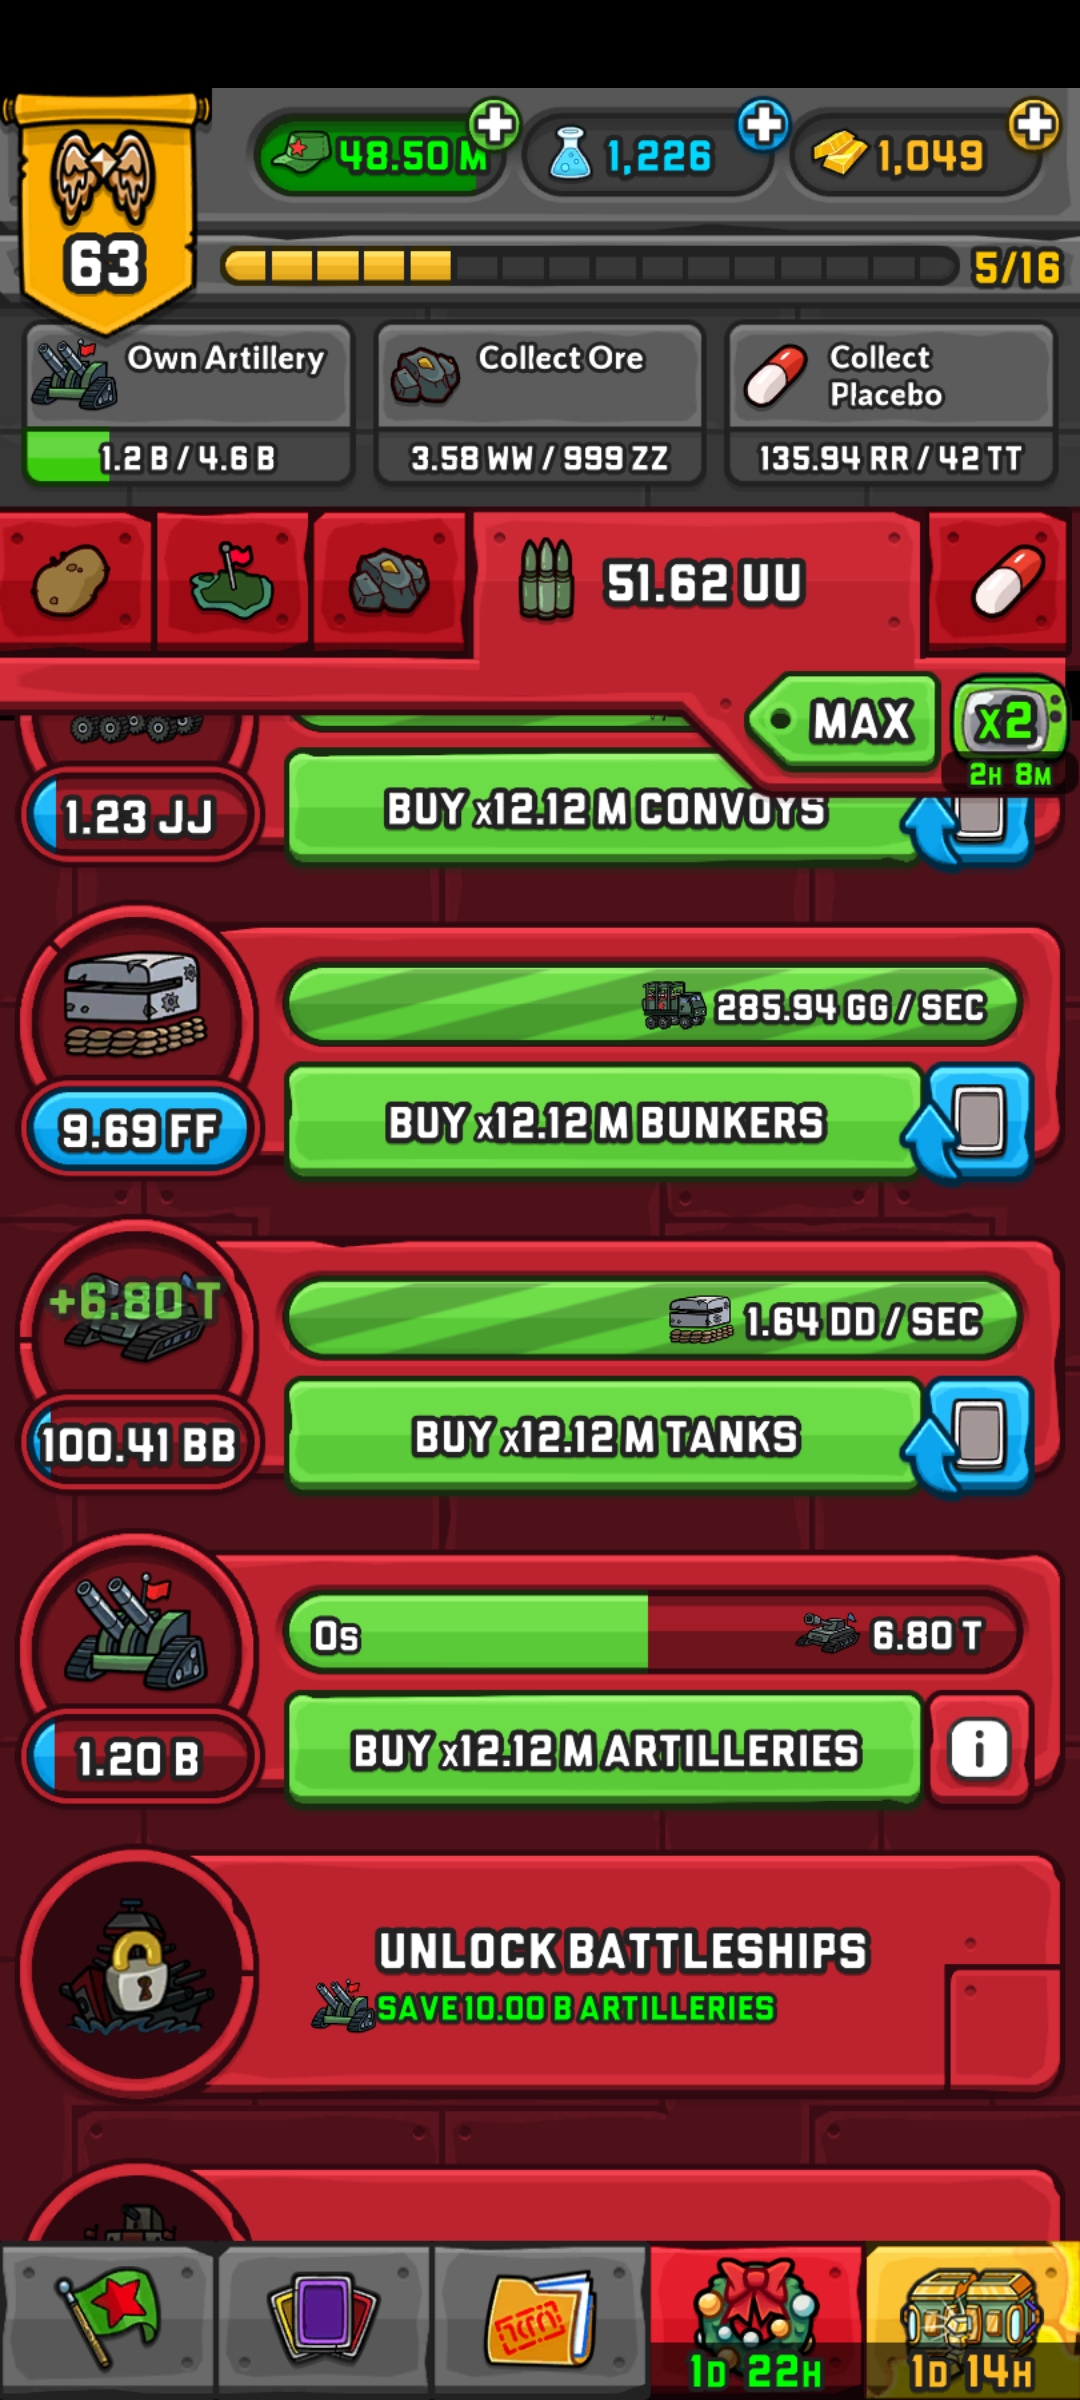 48.50 M
1,226
1,049
63
5/16
Own Artillery
1.2 B / 4.6 B
Collect Ore
3.58 WW / 999 ZZ
Collect
Placebo
135.94 RR / 42 TT
51.62 UU
MAX
x2
2H 8M
1.23 JJ
BUY x12.12 M CONVOYS
285.94 GG / SEC
9.69 FF
BUY x12.12 M BUNKERS
+6.80 T
1.64 DD / SEC
100.41 BB
BUY x12.12 M TANKS
0s
6.80 T
1.20 B
BUY x12.12 M ARTILLERIES
i
UNLOCK BATTLESHIPS
SAVE 10.00 B ARTILLERIES
1D 22H
1D 14H